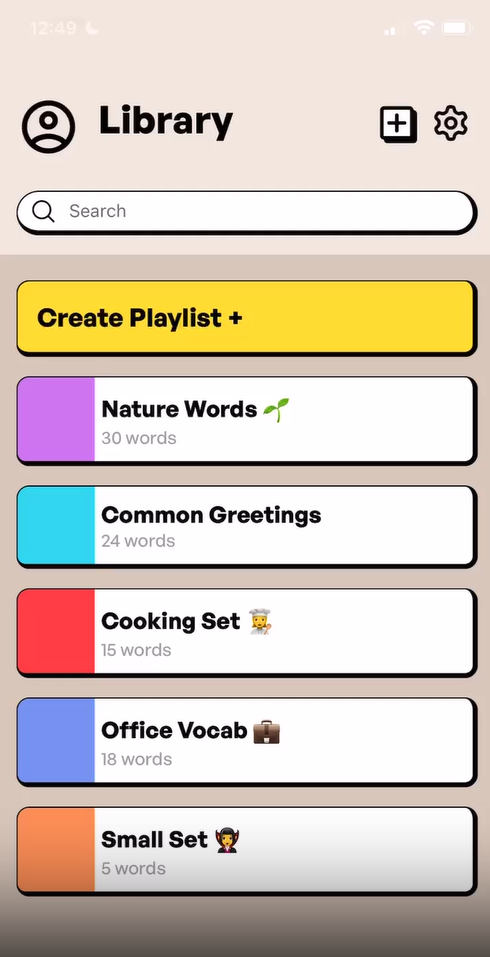 12:49
Library
Search
Create Playlist +
Nature Words 🌱
30 words
Common Greetings
24 words
Cooking Set 👩‍🍳
15 words
Office Vocab 💼
18 words
Small Set 🧛‍♀️
5 words